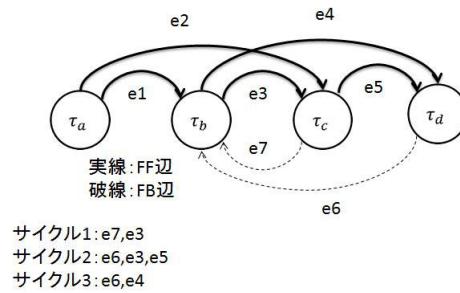 e2
e4
e1
e3
e5
τa
τb
τc
τd
e7
実線:FF辺
破線:FB辺
e6
サイクル1:e7,e3
サイクル2:e6,e3,e5
サイクル3:e6,e4